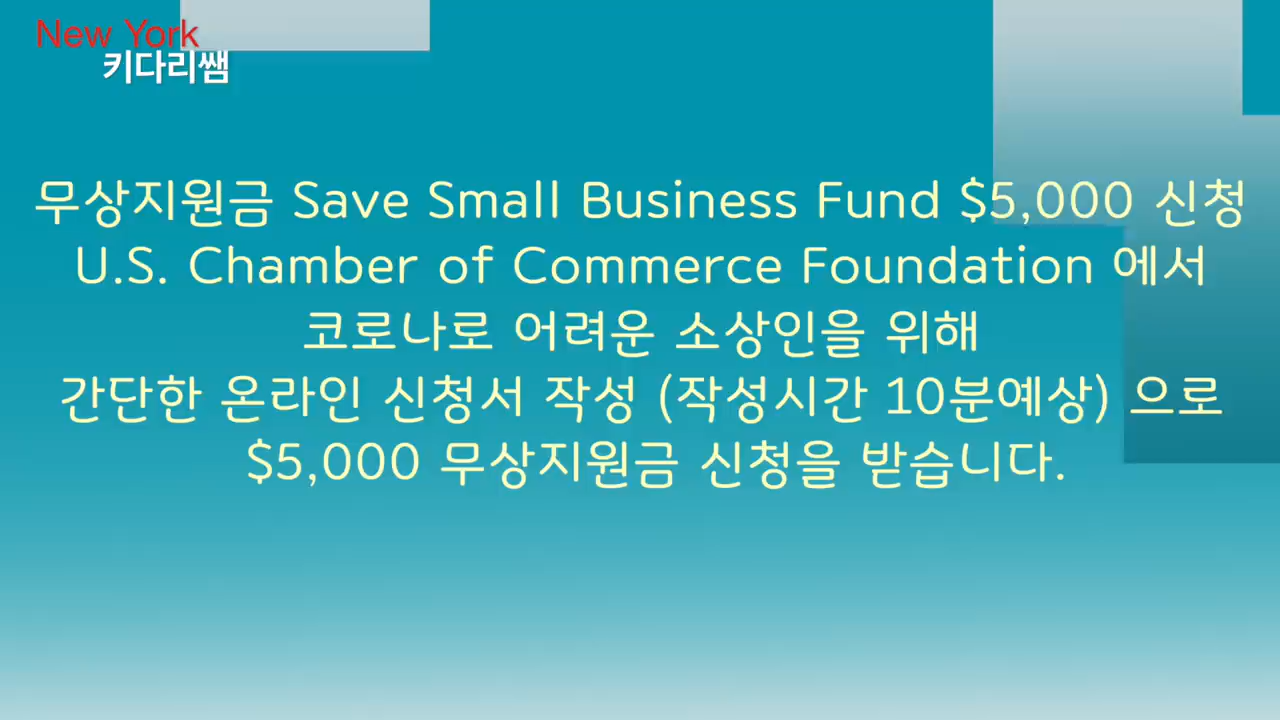 New York
키다리쌤
무상지원금 Save Small Business Fund $5,000 신청
U.S. Chamber of Commerce Foundation 에서
코로나로 어려운 소상인을 위해
간단한 온라인 신청서 작성 (작성시간 10분예상) 으로
$5,000 무상지원금 신청을 받습니다.